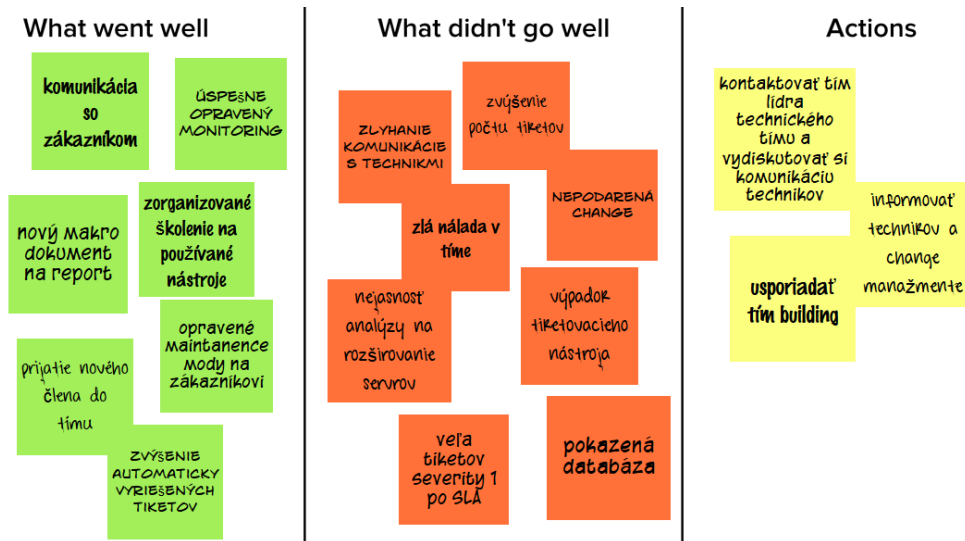 What went well
komunikácia
so
zákazníkom
ÚSPEŠNE
OPRAVENÝ
MONITORING
nový makro
dokument
na report
zorganizované
školenie na
používané
nástroje
opravené
maintanence
mody na
zákazníkovi
prijatie nového
člena do
tímu
ZVÝŠENIE
AUTOMATICKY
VYRIEŠENÝCH
TIKETOV
What didn't go well
ZLYHANIE
KOMUNIKÁCIE
S TECHNIKMI
zvýšenie
počtu tiketov
NEPODARENÁ
CHANGE
zlá nálada v
tíme
nejasnosť
analýzy na
rozširovanie
servrov
výpadok
tiketovacieho
nástroja
veľa
tiketov
severity 1
po SLA
pokazená
databáza
Actions
kontaktovať tím
lídra
technického
tímu a
vydiskutovať si
komunikáciu
technikov
informovať
technikov a
change
manažmente
usporiadať
tím building